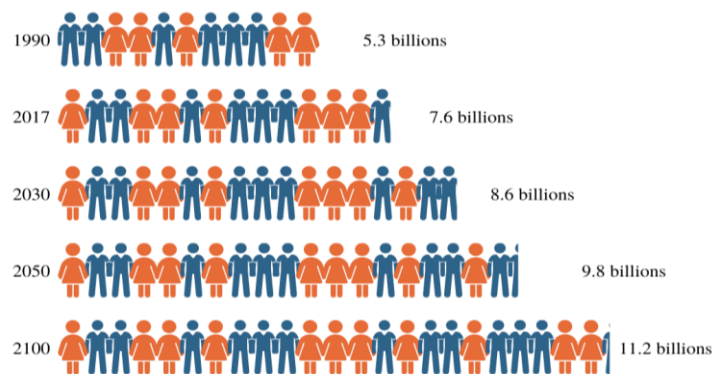 1990 5.3 billions
2017 7.6 billions
2030 8.6 billions
2050 9.8 billions
2100 11.2 billions